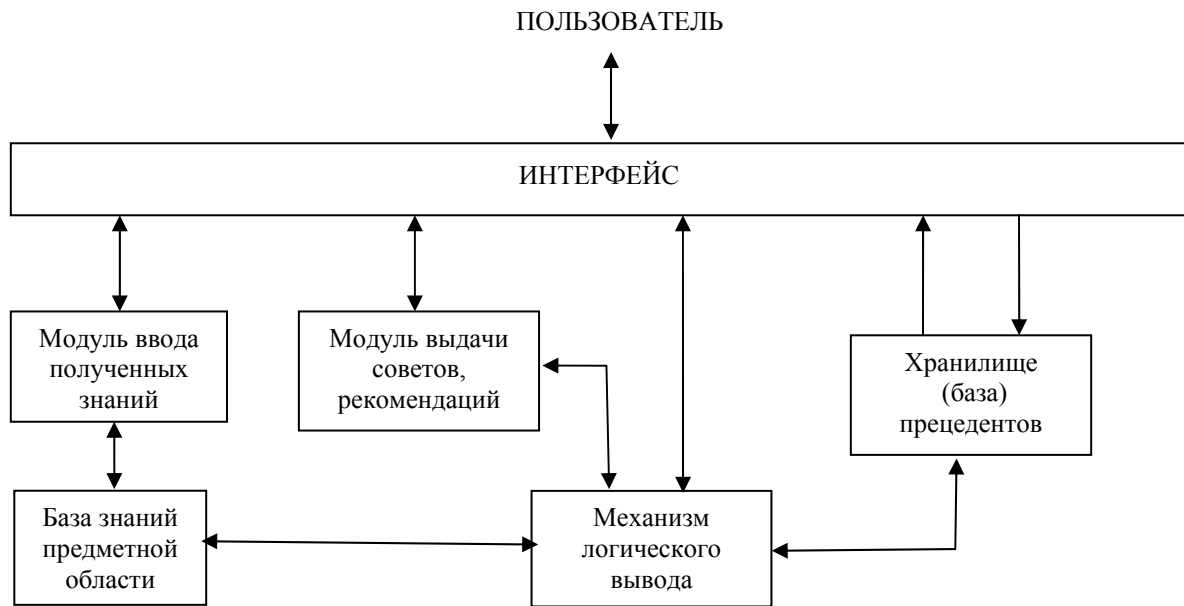 ПОЛЬЗОВАТЕЛЬ
ИНТЕРФЕЙС
Модуль ввода
полученных
знаний
Модуль выдачи
советов,
рекомендаций
Хранилище
(база)
прецедентов
База знаний
предметной
области
Механизм
логического
вывода